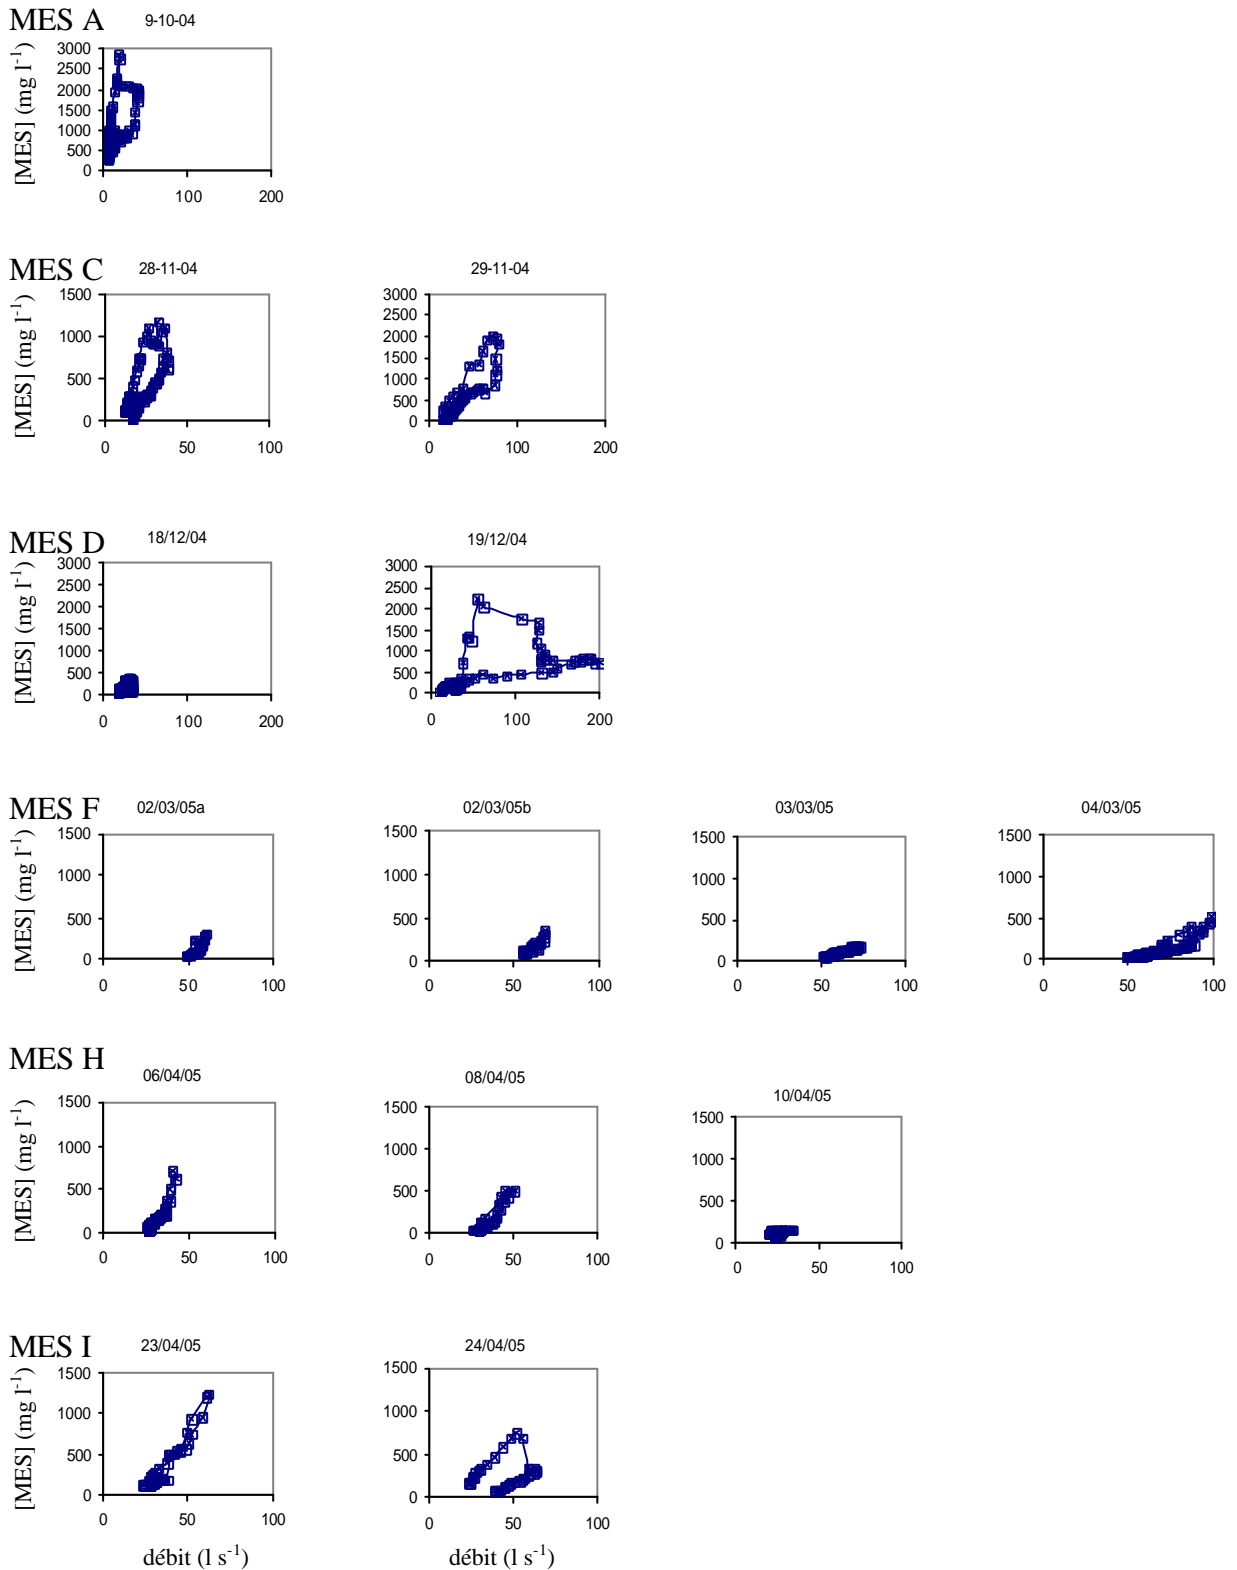 MES A
9-10-04
[MES] (mg l-1)
3000
2500
2000
1500
1000
500
0
0 100 200
MES C
28-11-04
29-11-04
[MES] (mg l-1)
1500
1000
500
0
0 50 100
3000
2500
2000
1500
1000
500
0
0 100 200
MES D
18/12/04
19/12/04
[MES] (mg l-1)
3000
2500
2000
1500
1000
500
0
0 100 200
3000
2500
2000
1500
1000
500
0
0 100 200
MES F
02/03/05a
02/03/05b
03/03/05
04/03/05
[MES] (mg l-1)
1500
1000
500
0
0 50 100
1500
1000
500
0
0 50 100
1500
1000
500
0
0 50 100
1500
1000
500
0
0 50 100
MES H
06/04/05
08/04/05
10/04/05
[MES] (mg l-1)
1500
1000
500
0
0 50 100
1500
1000
500
0
0 50 100
1500
1000
500
0
0 50 100
MES I
23/04/05
24/04/05
[MES] (mg l-1)
1500
1000
500
0
0 50 100
1500
1000
500
0
0 50 100
débit (l s-1)
débit (l s-1)